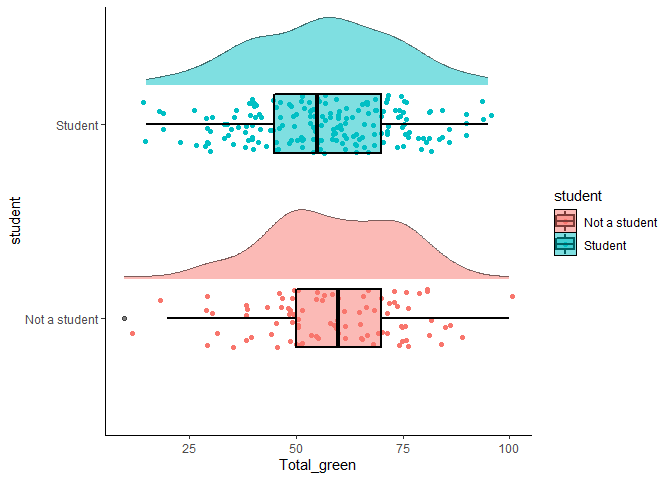 Student
Not a student
student
25
50
75
100
Total_green
student
Not a student
Student